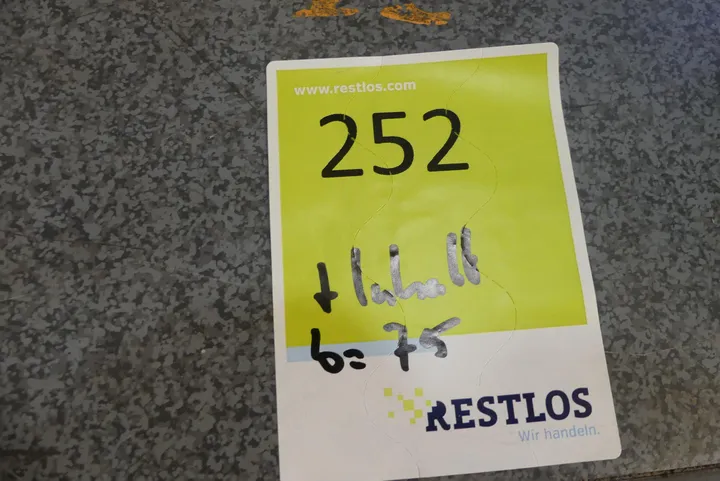 www.restlos.com
252
+ Inhalt
b= 75
RESTLOS
Wir handeln.